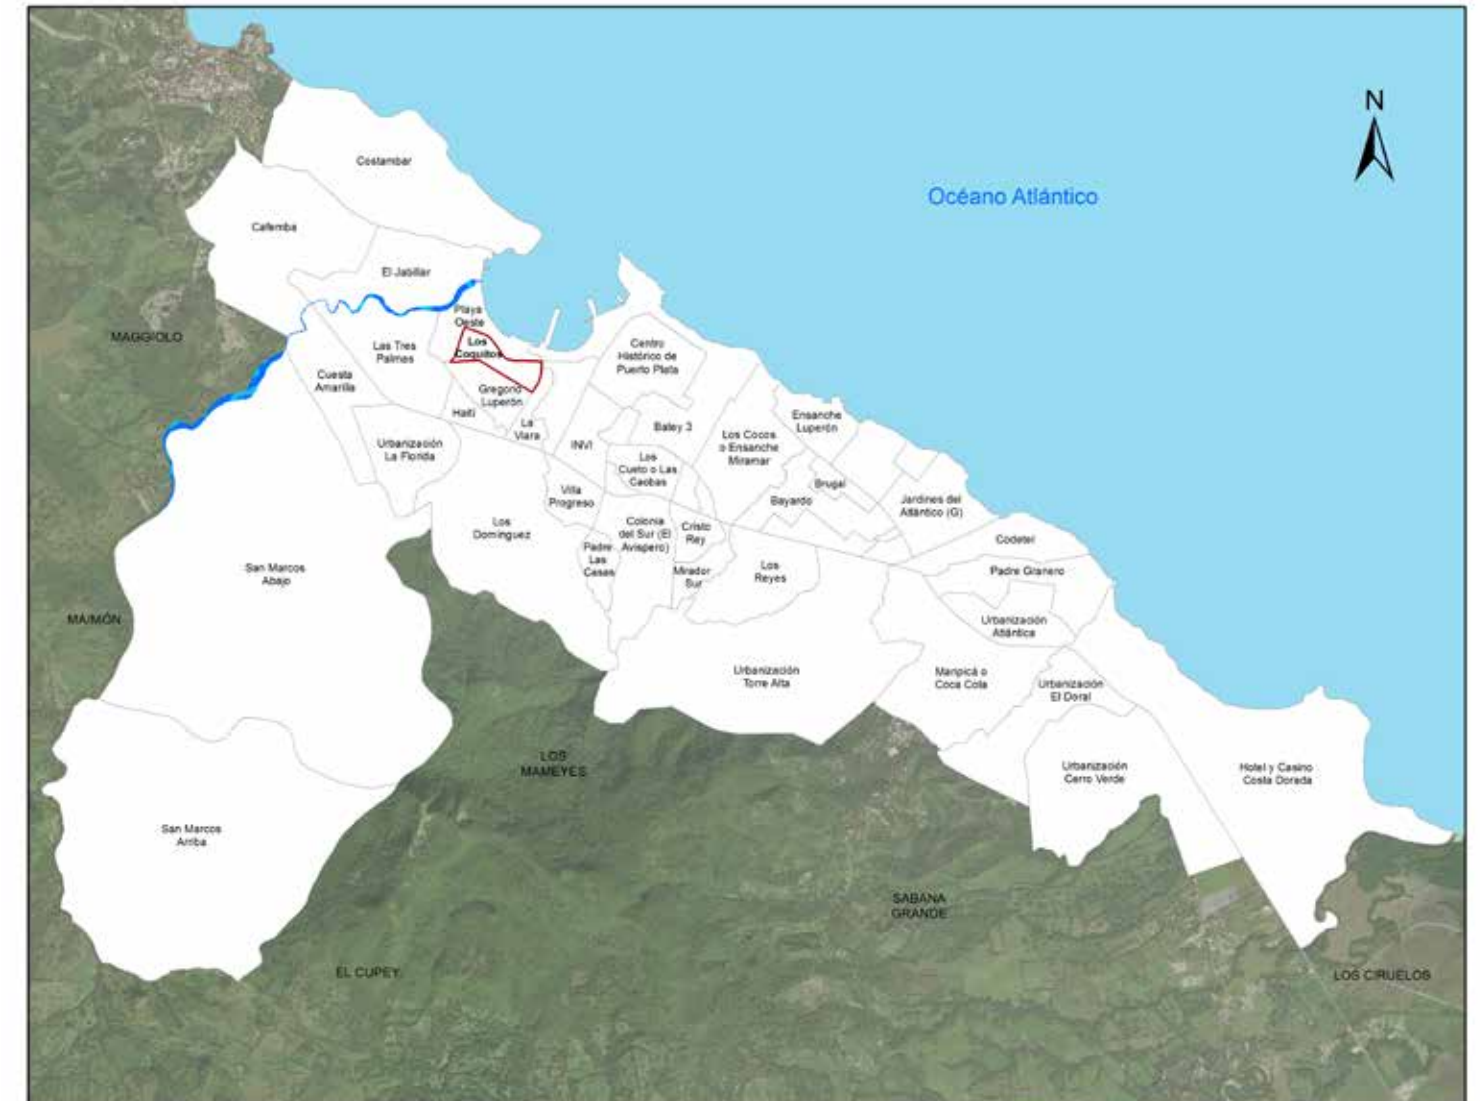 N
Océano Atlántico
Costambar
Cafemba
El Jabillar
MAGGIOLO
Playa
Oeste
Los
Coquitos
Las Tres
Palmas
Cuesta
Amarilla
Centro
Histórico de
Puerto Plata
Gregorio
Luperón
Haití
La
Viara
INVI
Batey 3
Ensanche
Luperón
Los Cocos
o Ensanche
Miramar
Urbanización
La Florida
Los
Cueto o Las
Caobas
Brugal
Bayardo
Jardines del
Atlántico (G)
Villa
Progreso
Los
Domínguez
Colonia
del Sur (El
Avispero)
Cristo
Rey
Codetel
Padre
Las
Casas
Mirador
Sur
Los
Reyes
Padre Granero
San Marcos
Abajo
MAIMÓN
Urbanización
Atlántica
Urbanización
Torre Alta
Maripicá o
Coca Cola
Urbanización
El Doral
LOS
MAMEYES
Urbanización
Cerro Verde
Hotel y Casino
Costa Dorada
San Marcos
Arriba
SABANA
GRANDE
EL CUPEY
LOS CIRUELOS